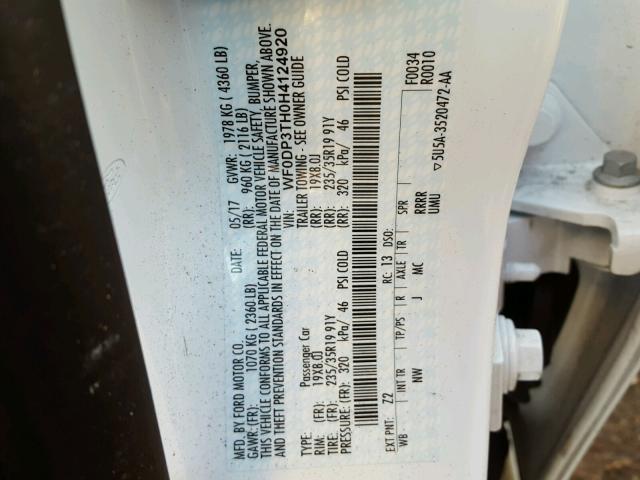 MFD. BY FORD MOTOR CO. DATE: 05/17 GVWR: 1978 KG ( 4360 LB)
GAWR: (FR): 1070 KG ( 2360 LB) (RR): 960 KG ( 2116 LB)
THIS VEHICLE CONFORMS TO ALL APPLICABLE FEDERAL MOTOR VEHICLE SAFETY, BUMPER,
AND THEFT PREVENTION STANDARDS IN EFFECT ON THE DATE OF MANUFACTURE SHOWN ABOVE.
VIN: WF0DP3TH0H4124920
TYPE: Passenger Car TRAILER TOWING - SEE OWNER GUIDE
RIM: (FR): 19X8.0J (RR): 19X8.0J
TIRE: (FR): 235/35R19 91Y (RR): 235/35R19 91Y
PRESSURE: (FR): 320 kPa/ 46 PSI COLD (RR): 320 kPa/ 46 PSI COLD
EXT PNT: Z2 RC: 13 DSO: F0034
WB INT TR TP/PS R AXLE TR SPR R0010
NW J MC RRRR
UMU
▽5U5A-3520472-AA